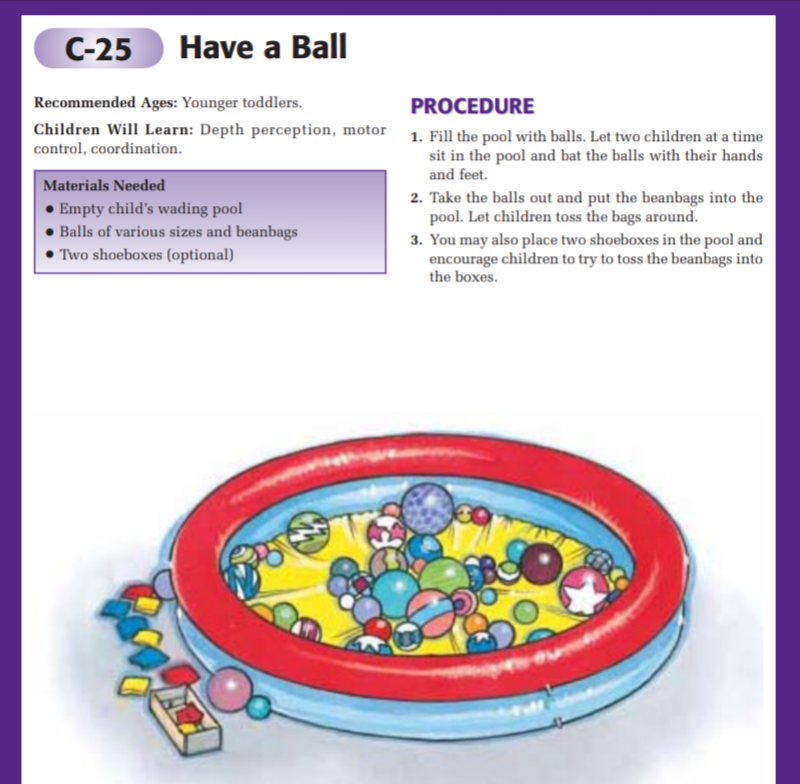 C-25 Have a Ball
Recommended Ages: Younger toddlers.
Children Will Learn: Depth perception, motor
control, coordination.
Materials Needed
● Empty child's wading pool
● Balls of various sizes and beanbags
● Two shoeboxes (optional)
PROCEDURE
1. Fill the pool with balls. Let two children at a time
sit in the pool and bat the balls with their hands
and feet.
2. Take the balls out and put the beanbags into the
pool. Let children toss the bags around.
3. You may also place two shoeboxes in the pool and
encourage children to try to toss the beanbags into
the boxes.